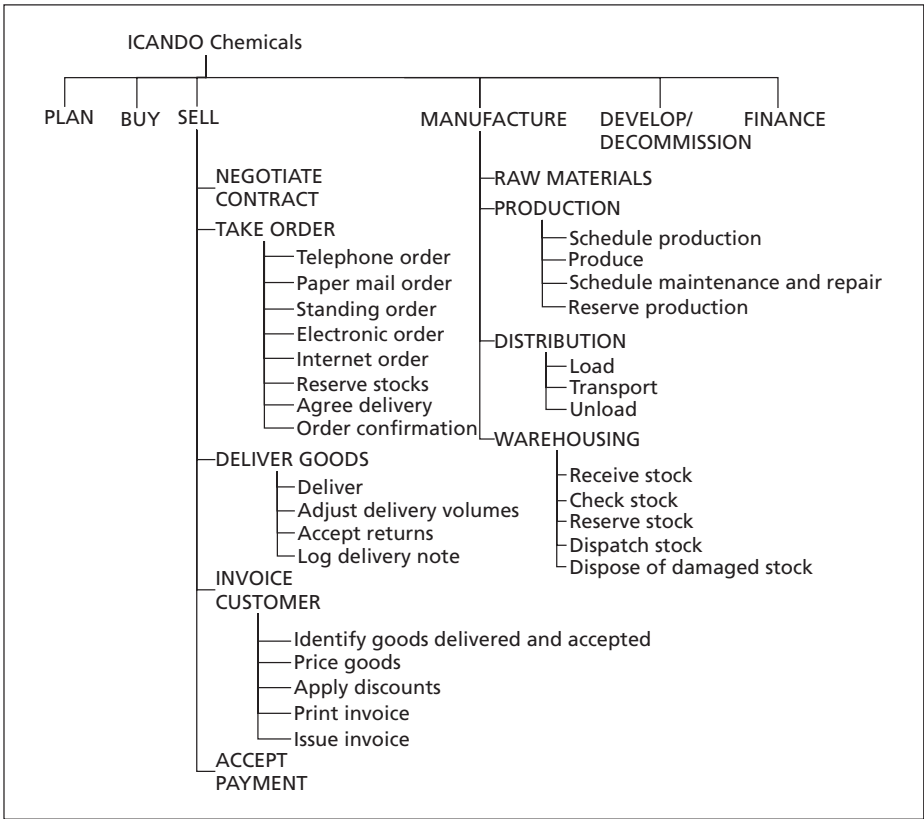 ICANDO Chemicals
PLAN
BUY
SELL
MANUFACTURE
DEVELOP/
DECOMMISSION
FINANCE
NEGOTIATE
CONTRACT
TAKE ORDER
Telephone order
Paper mail order
Standing order
Electronic order
Internet order
Reserve stocks
Agree delivery
Order confirmation
DELIVER GOODS
Deliver
Adjust delivery volumes
Accept returns
Log delivery note
INVOICE
CUSTOMER
Identify goods delivered and accepted
Price goods
Apply discounts
Print invoice
Issue invoice
ACCEPT
PAYMENT
RAW MATERIALS
PRODUCTION
Schedule production
Produce
Schedule maintenance and repair
Reserve production
DISTRIBUTION
Load
Transport
Unload
WAREHOUSING
Receive stock
Check stock
Reserve stock
Dispatch stock
Dispose of damaged stock